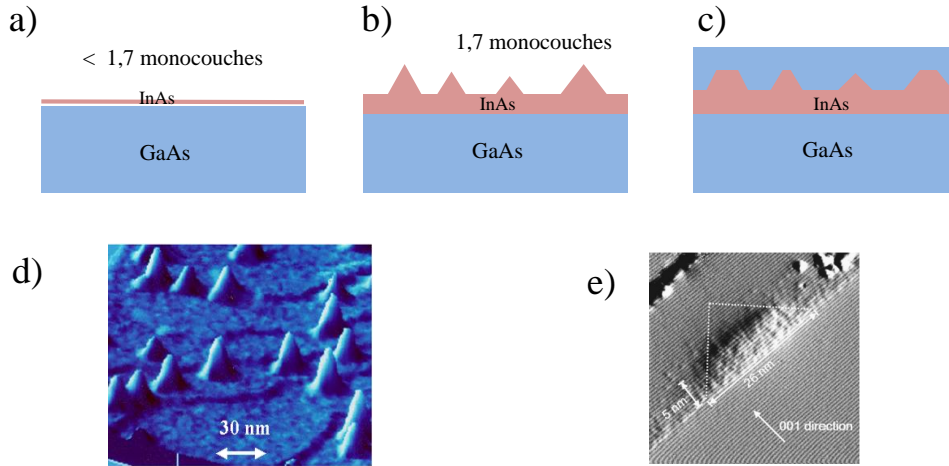 a)
< 1,7 monocouches
InAs
GaAs
b)
1,7 monocouches
InAs
GaAs
c)
InAs
GaAs
d)
30 nm
e)
5 nm
26 nm
001 direction